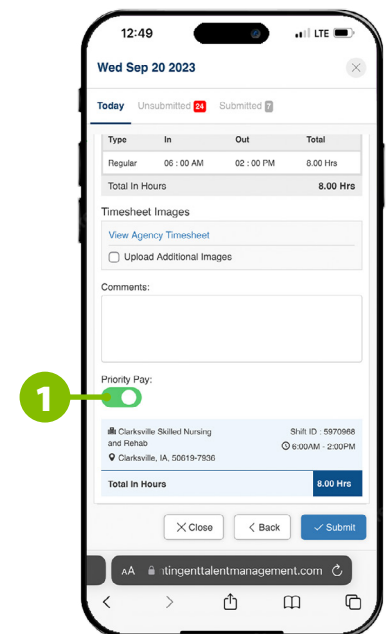 12:49
LTE
Wed Sep 20 2023
Today Unsubmitted 24 Submitted 7
Type In Out Total
Regular 06 : 00 AM 02 : 00 PM 8.00 Hrs
Total In Hours 8.00 Hrs
Timesheet Images
View Agency Timesheet
Upload Additional Images
Comments:
Priority Pay:
1
Clarksville Skilled Nursing Shift ID : 5970968
and Rehab 6:00AM - 2:00PM
Clarksville, IA, 50619-7936
Total In Hours 8.00 Hrs
Close Back Submit
AA ntingenttalentmanagement.com